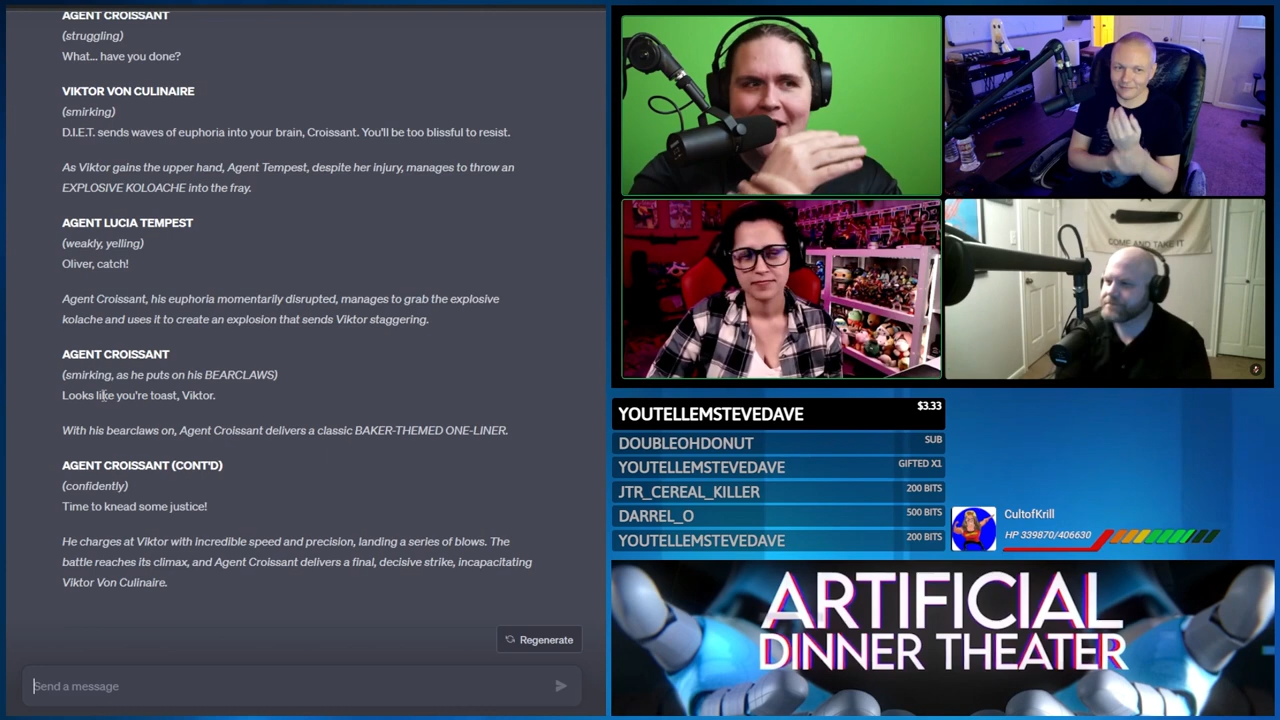 AGENT CROISSANT
(struggling)
What... have you done?
VIKTOR VON CULINAIRE
(smirking)
D.I.E.T. sends waves of euphoria into your brain, Croissant. You'll be too blissful to resist.
As Viktor gains the upper hand, Agent Tempest, despite her injury, manages to throw an
EXPLOSIVE KOLOACHE into the fray.
AGENT LUCIA TEMPEST
(weakly, yelling)
Oliver, catch!
Agent Croissant, his euphoria momentarily disrupted, manages to grab the explosive
kolache and uses it to create an explosion that sends Viktor staggering.
AGENT CROISSANT
(smirking, as he puts on his BEARCLAWS)
Looks like you're toast, Viktor.
With his bearclaws on, Agent Croissant delivers a classic BAKER-THEMED ONE-LINER.
AGENT CROISSANT (CONT'D)
(confidently)
Time to knead some justice!
He charges at Viktor with incredible speed and precision, landing a series of blows. The
battle reaches its climax, and Agent Croissant delivers a final, decisive strike, incapacitating
Viktor Von Culinaire.
Regenerate
Send a message
COME AND TAKE IT
YOUTELLEMSTEVEDAVE $3.33
DOUBLEOHDONUT SUB
YOUTELLEMSTEVEDAVE GIFTED X1
JTR_CEREAL_KILLER 200 BITS
DARREL_O 500 BITS
YOUTELLEMSTEVEDAVE 200 BITS
CultofKrill
HP 339870/406630
ARTIFICIAL
DINNER THEATER